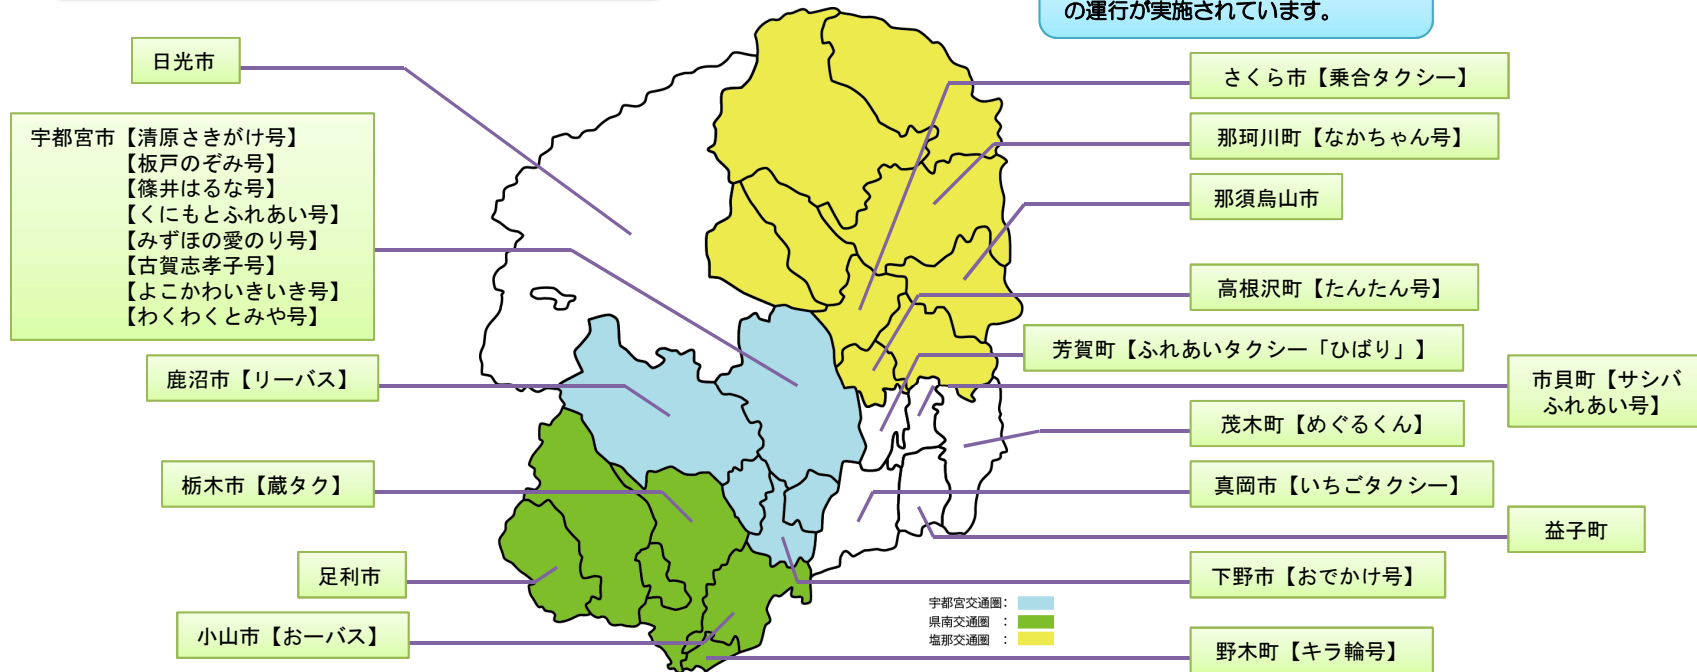 の運行が実施されています。
日光市
宇都宮市【清原さきがけ号】
【板戸のぞみ号】
【篠井はるな号】
【くにもとふれあい号】
【みずほの愛のり号】
【古賀志孝子号】
【よこかわいきいき号】
【わくわくとみや号】
鹿沼市【リーバス】
栃木市【蔵タク】
足利市
小山市【おーバス】
さくら市【乗合タクシー】
那珂川町【なかちゃん号】
那須烏山市
高根沢町【たんたん号】
芳賀町【ふれあいタクシー「ひばり」】
市貝町【サシバ
ふれあい号】
茂木町【めぐるくん】
真岡市【いちごタクシー】
益子町
下野市【おでかけ号】
野木町【キラ輪号】
宇都宮交通圏：
県南交通圏　：
塩那交通圏　：